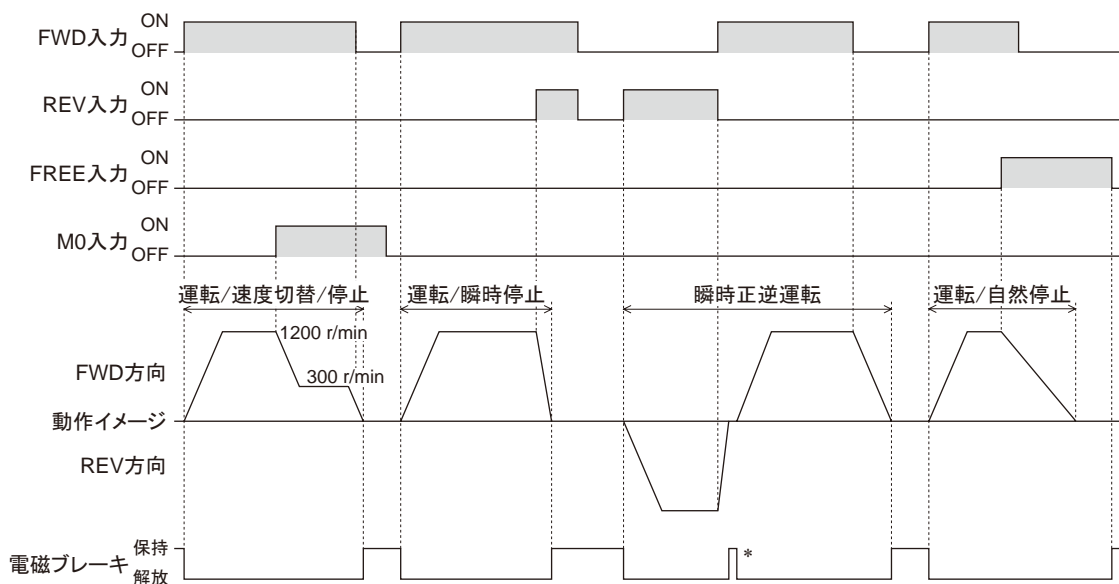 ON
FWD入力
OFF
ON
REV入力
OFF
ON
FREE入力
OFF
ON
M0入力
OFF
運転/速度切替/停止
運転/瞬時停止
瞬時正逆運転
運転/自然停止
1200 r/min
300 r/min
FWD方向
動作イメージ
REV方向
電磁ブレーキ
保持
解放
*